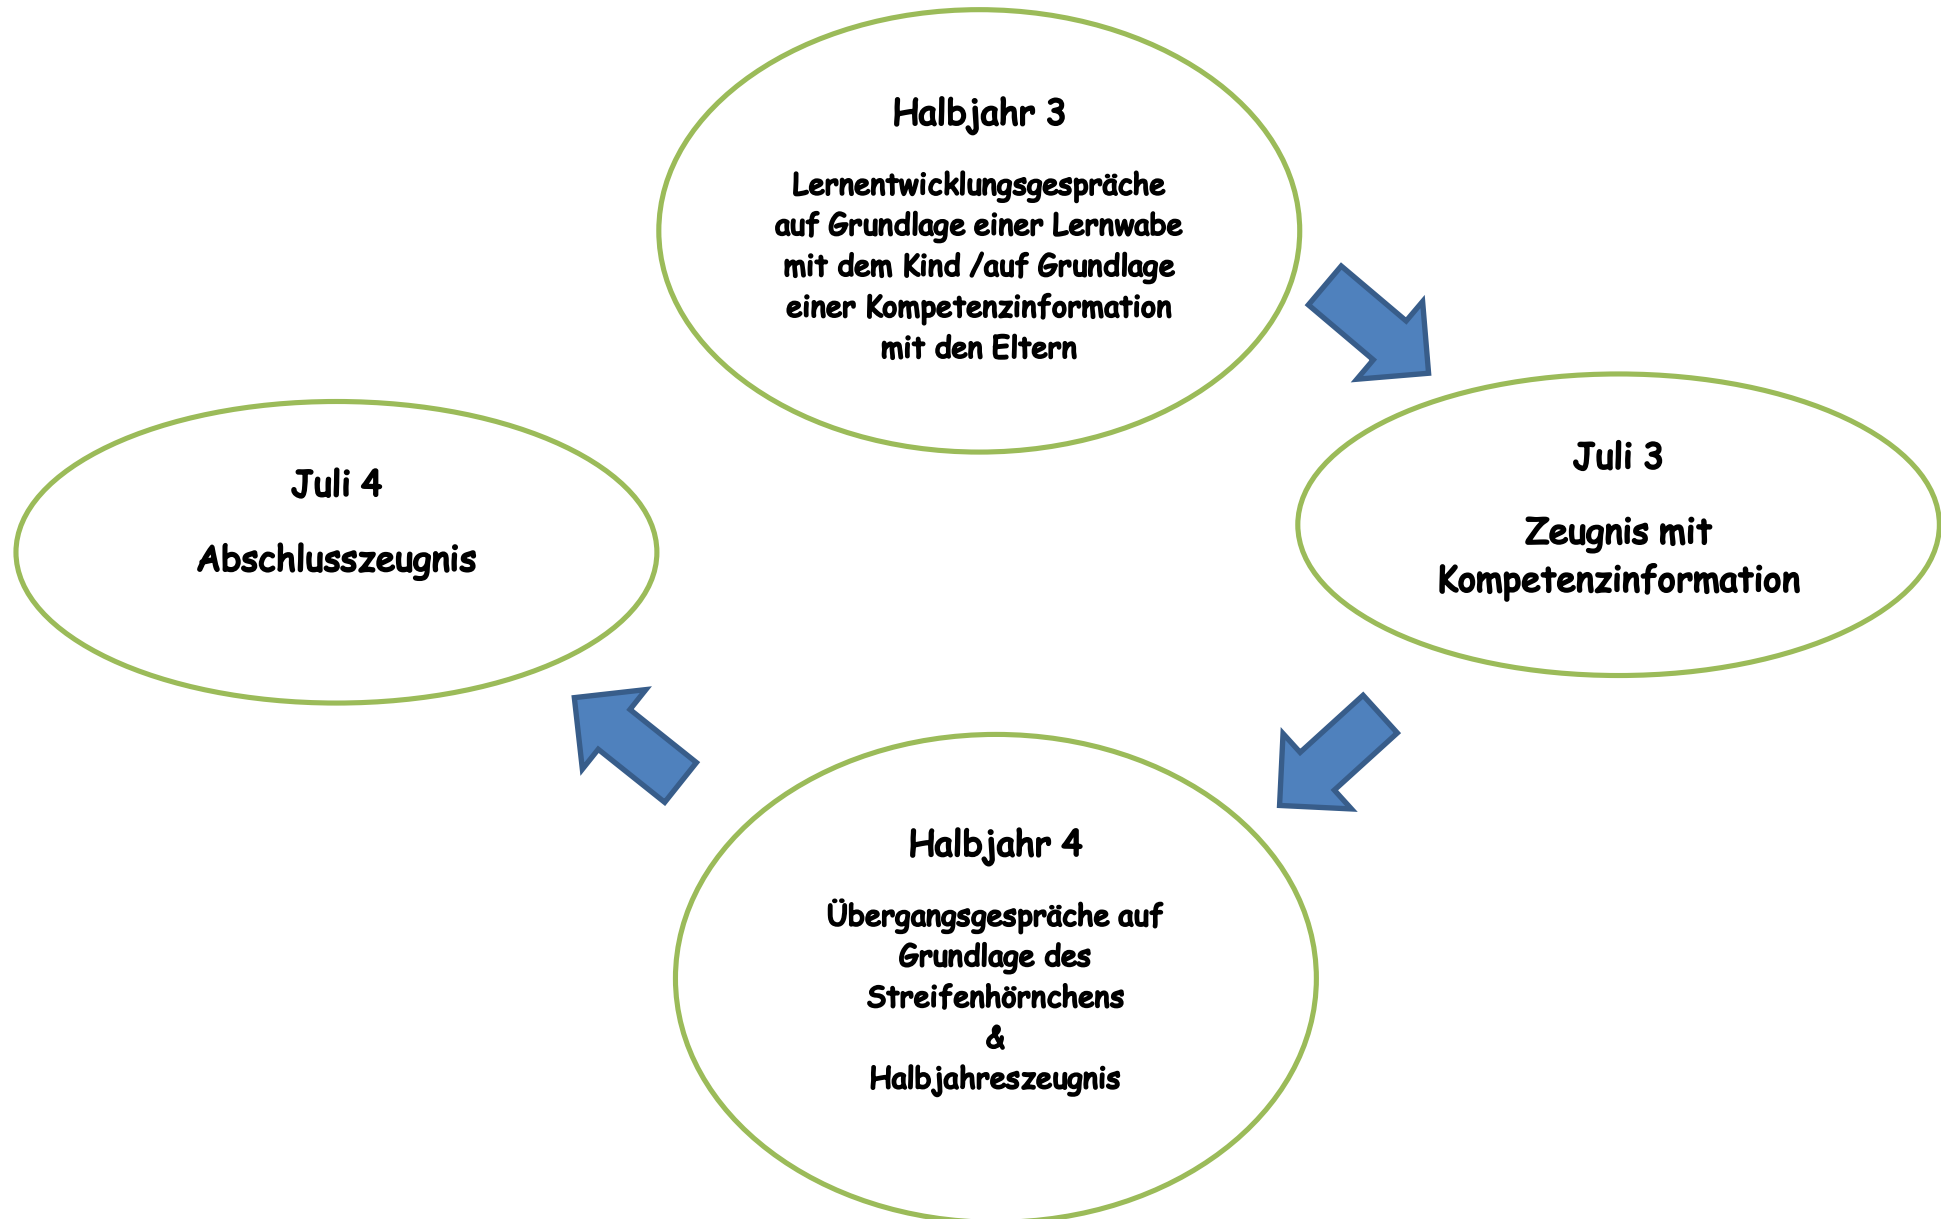 Halbjahr 3
Lernentwicklungsgespräche
auf Grundlage einer Lernwabe
mit dem Kind /auf Grundlage
einer Kompetenzinformation
mit den Eltern
Juli 3
Zeugnis mit
Kompetenzinformation
Halbjahr 4
Übergangsgespräche auf
Grundlage des
Streifenhörnchens
&
Halbjahreszeugnis
Juli 4
Abschlusszeugnis